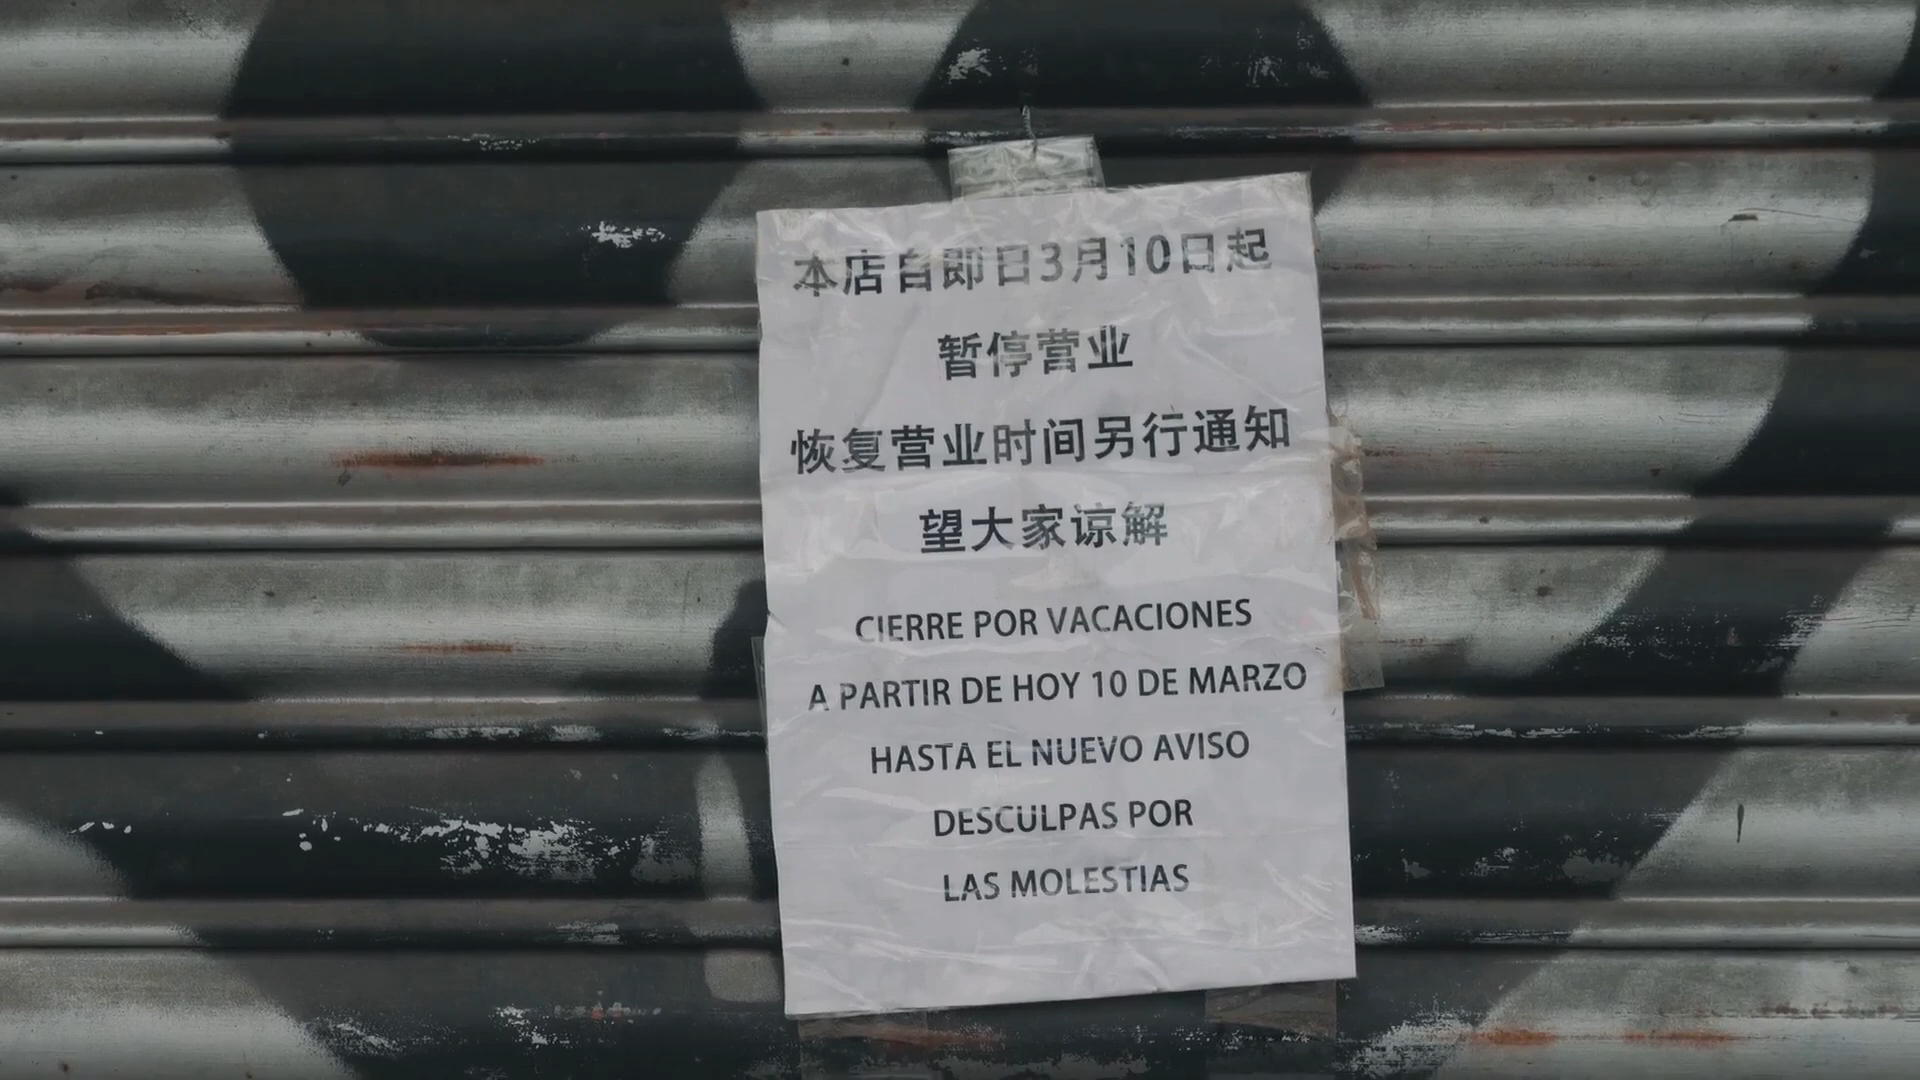 本店自即日3月10日起
暂停营业
恢复营业时间另行通知
望大家谅解
CIERRE POR VACACIONES
A PARTIR DE HOY 10 DE MARZO
HASTA EL NUEVO AVISO
DESCULPAS POR
LAS MOLESTIAS